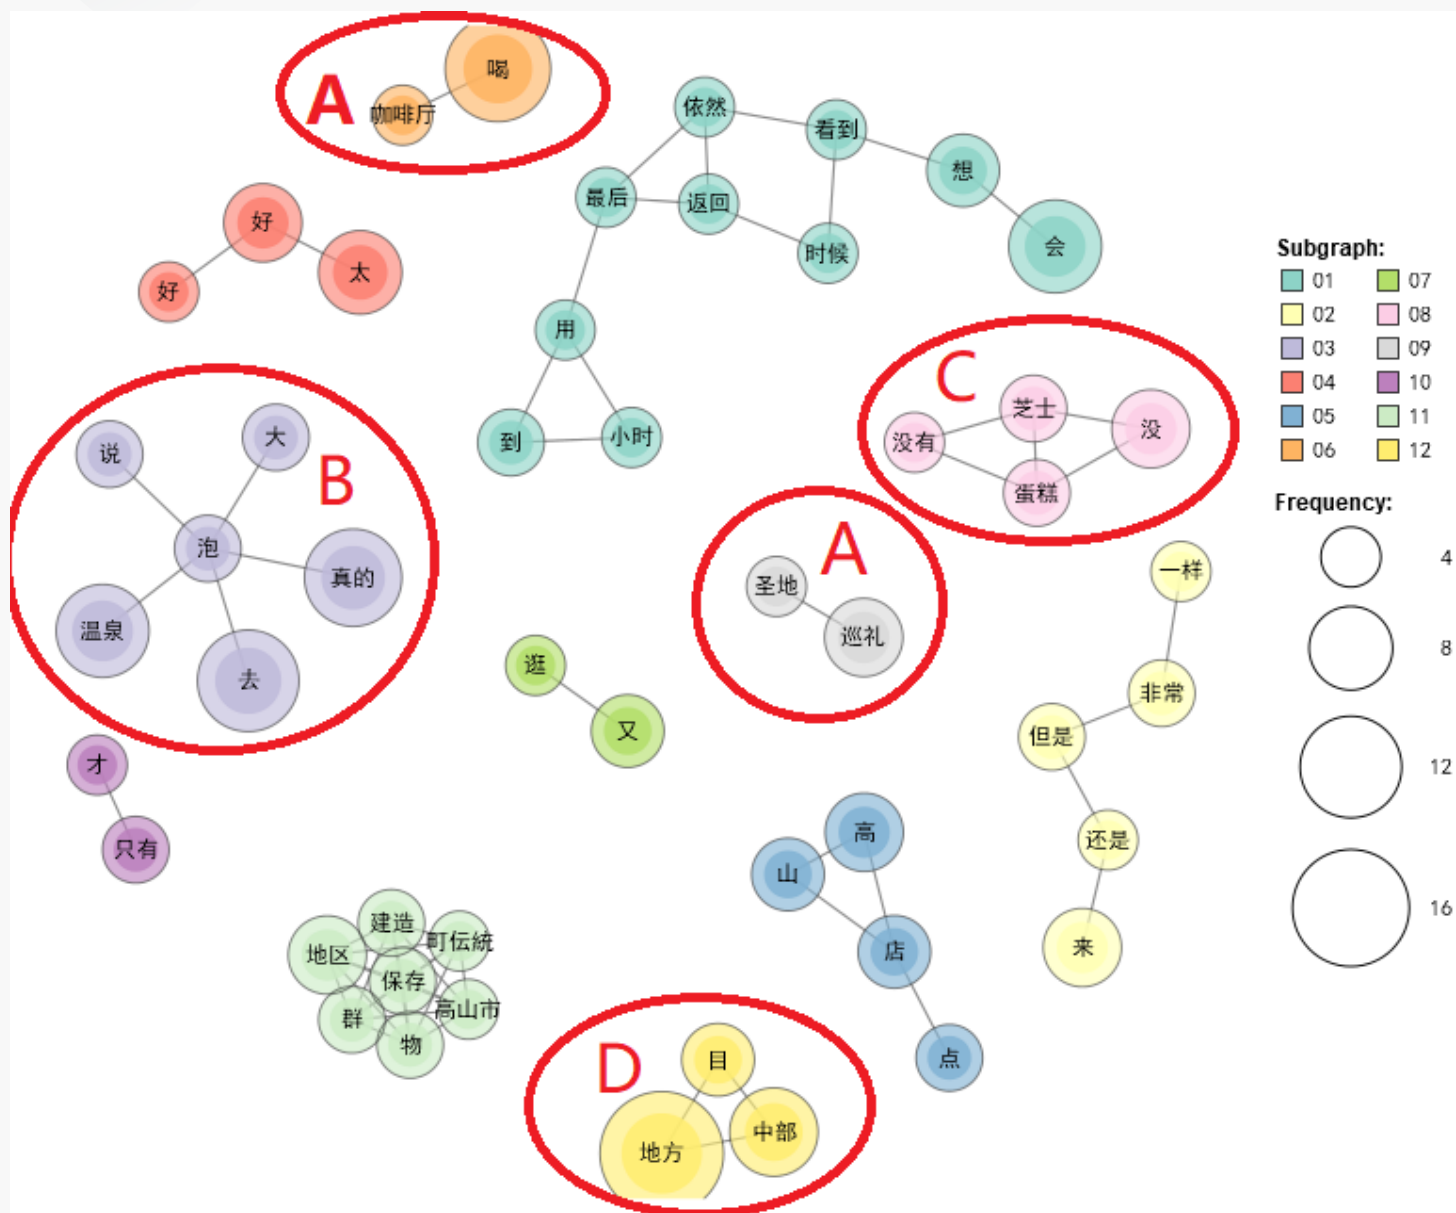 A
喝
咖啡厅
依然
看到
想
最后
返回
时候
会
好
好
太
用
到
小时
Subgraph:
01 07
02 08
03 09
04 10
05 11
06 12
C
芝士
没有
没
蛋糕
B
说
大
泡
真的
温泉
去
A
圣地
巡礼
Frequency:
4
8
12
16
一样
非常
但是
还是
来
逛
又
才
只有
高
山
店
点
建造
町伝統
地区
保存
高山市
群
物
D
目
中部
地方